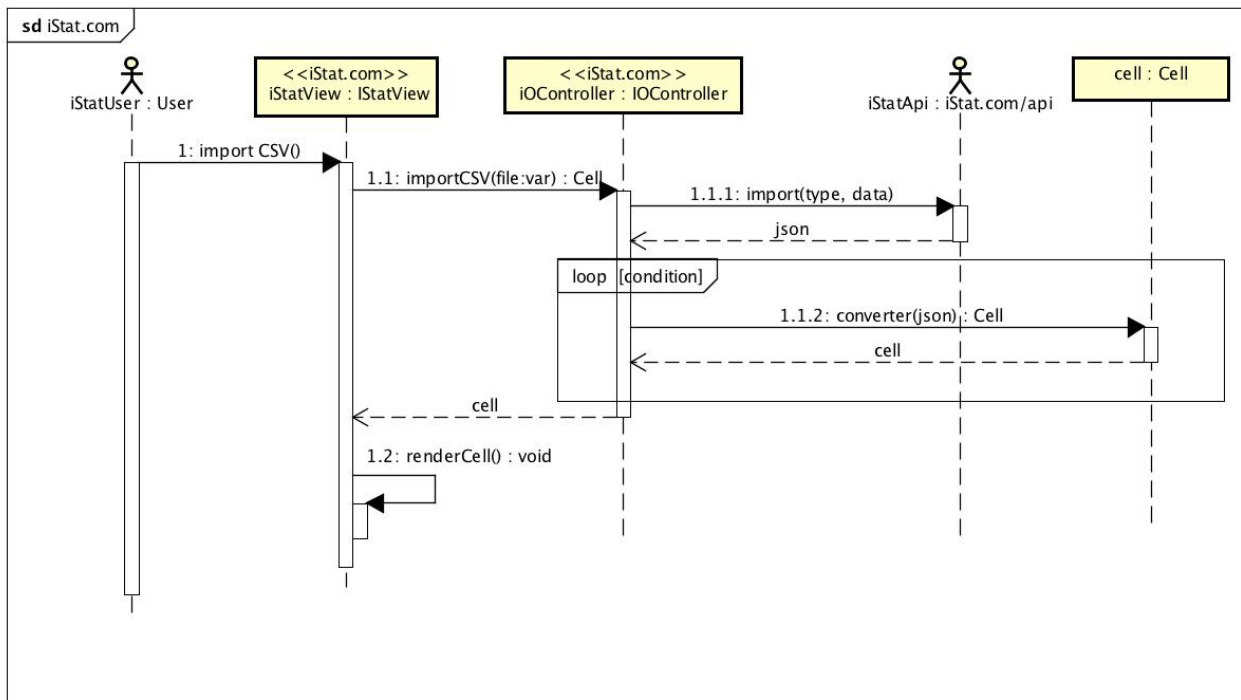 sd iStat.com
iStatUser : User
<<iStat.com>>
iStatView : IStatView
<<iStat.com>>
iOController : IOController
iStatApi : iStat.com/api
cell : Cell
1: import CSV()
1.1: importCSV(file:var) : Cell
1.1.1: import(type, data)
json
loop [condition]
1.1.2: converter(json) : Cell
cell
cell
1.2: renderCell() : void